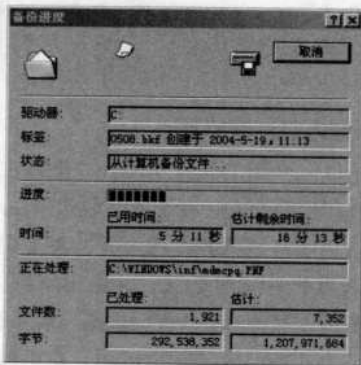 备份进度
取消
驱动器: C:
标签: 0508.bkf 创建于 2004-5-19，11.13
状态: 从计算机备份文件...
进度:
已用时间: 估计剩余时间:
时间: 5 分 11 秒 16 分 13 秒
正在处理: C:\WINDOWS\inf\mdmcpq.PNF
已处理: 估计:
文件数: 1,921 7,352
字节: 292,538,352 1,207,971,684